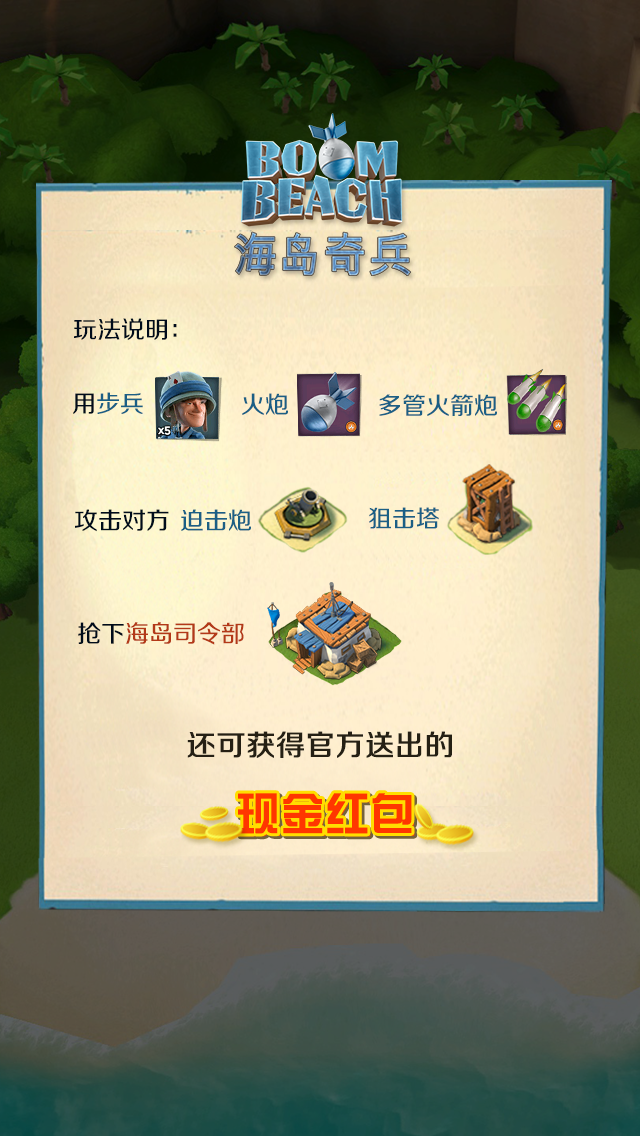 BOOM
BEACH
海岛奇兵
玩法说明：
用步兵 x5 火炮 多管火箭炮
攻击对方 迫击炮 狙击塔
抢下海岛司令部
还可获得官方送出的
现金红包